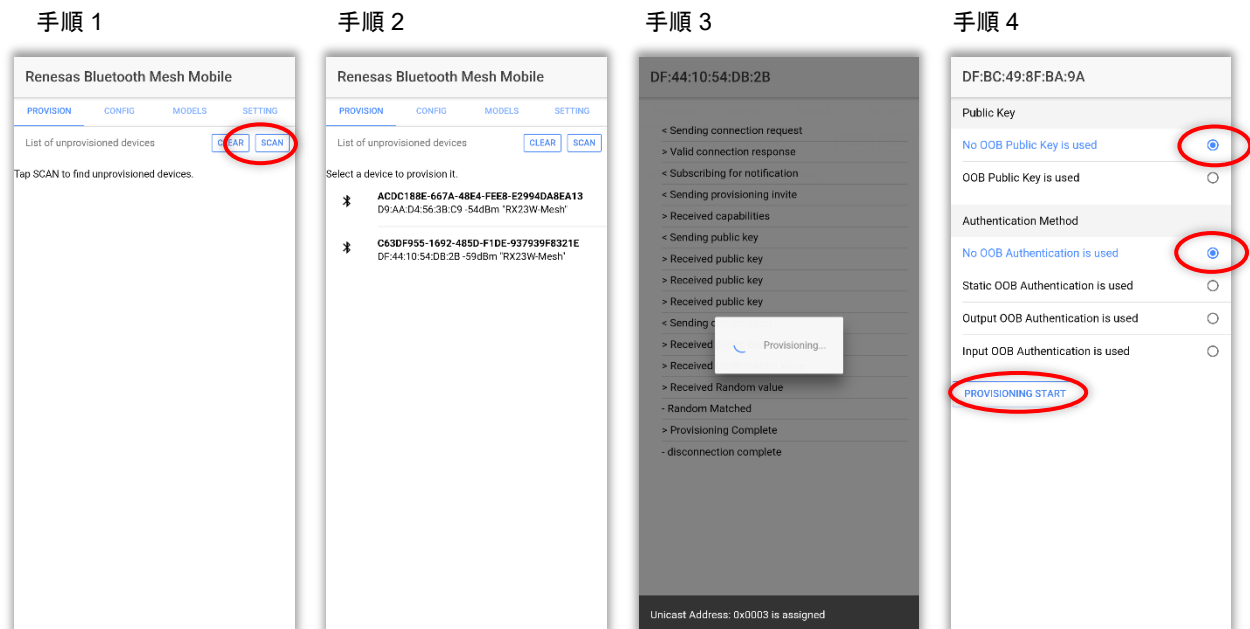 手順 1
Renesas Bluetooth Mesh Mobile
PROVISION CONFIG MODELS SETTING
List of unprovisioned devices CLEAR SCAN
Tap SCAN to find unprovisioned devices.
手順 2
Renesas Bluetooth Mesh Mobile
PROVISION CONFIG MODELS SETTING
List of unprovisioned devices CLEAR SCAN
Select a device to provision it.
ACDC188E-667A-48E4-FEE8-E2994DA8EA13
D9:AA:D4:56:3B:C9 -54dBm "RX23W-Mesh"
C63DF955-1692-485D-F1DE-937939F8321E
DF:44:10:54:DB:2B -59dBm "RX23W-Mesh"
手順 3
DF:44:10:54:DB:2B
< Sending connection request
> Valid connection response
< Subscribing for notification
< Sending provisioning invite
> Received capabilities
< Sending public key
> Received public key
> Received public key
> Received public key
< Sending
> Received
> Received
Provisioning...
> Received Random value
- Random Matched
> Provisioning Complete
- disconnection complete
Unicast Address: 0x0003 is assigned
手順 4
DF:BC:49:8F:BA:9A
Public Key
No OOB Public Key is used
OOB Public Key is used
Authentication Method
No OOB Authentication is used
Static OOB Authentication is used
Output OOB Authentication is used
Input OOB Authentication is used
PROVISIONING START